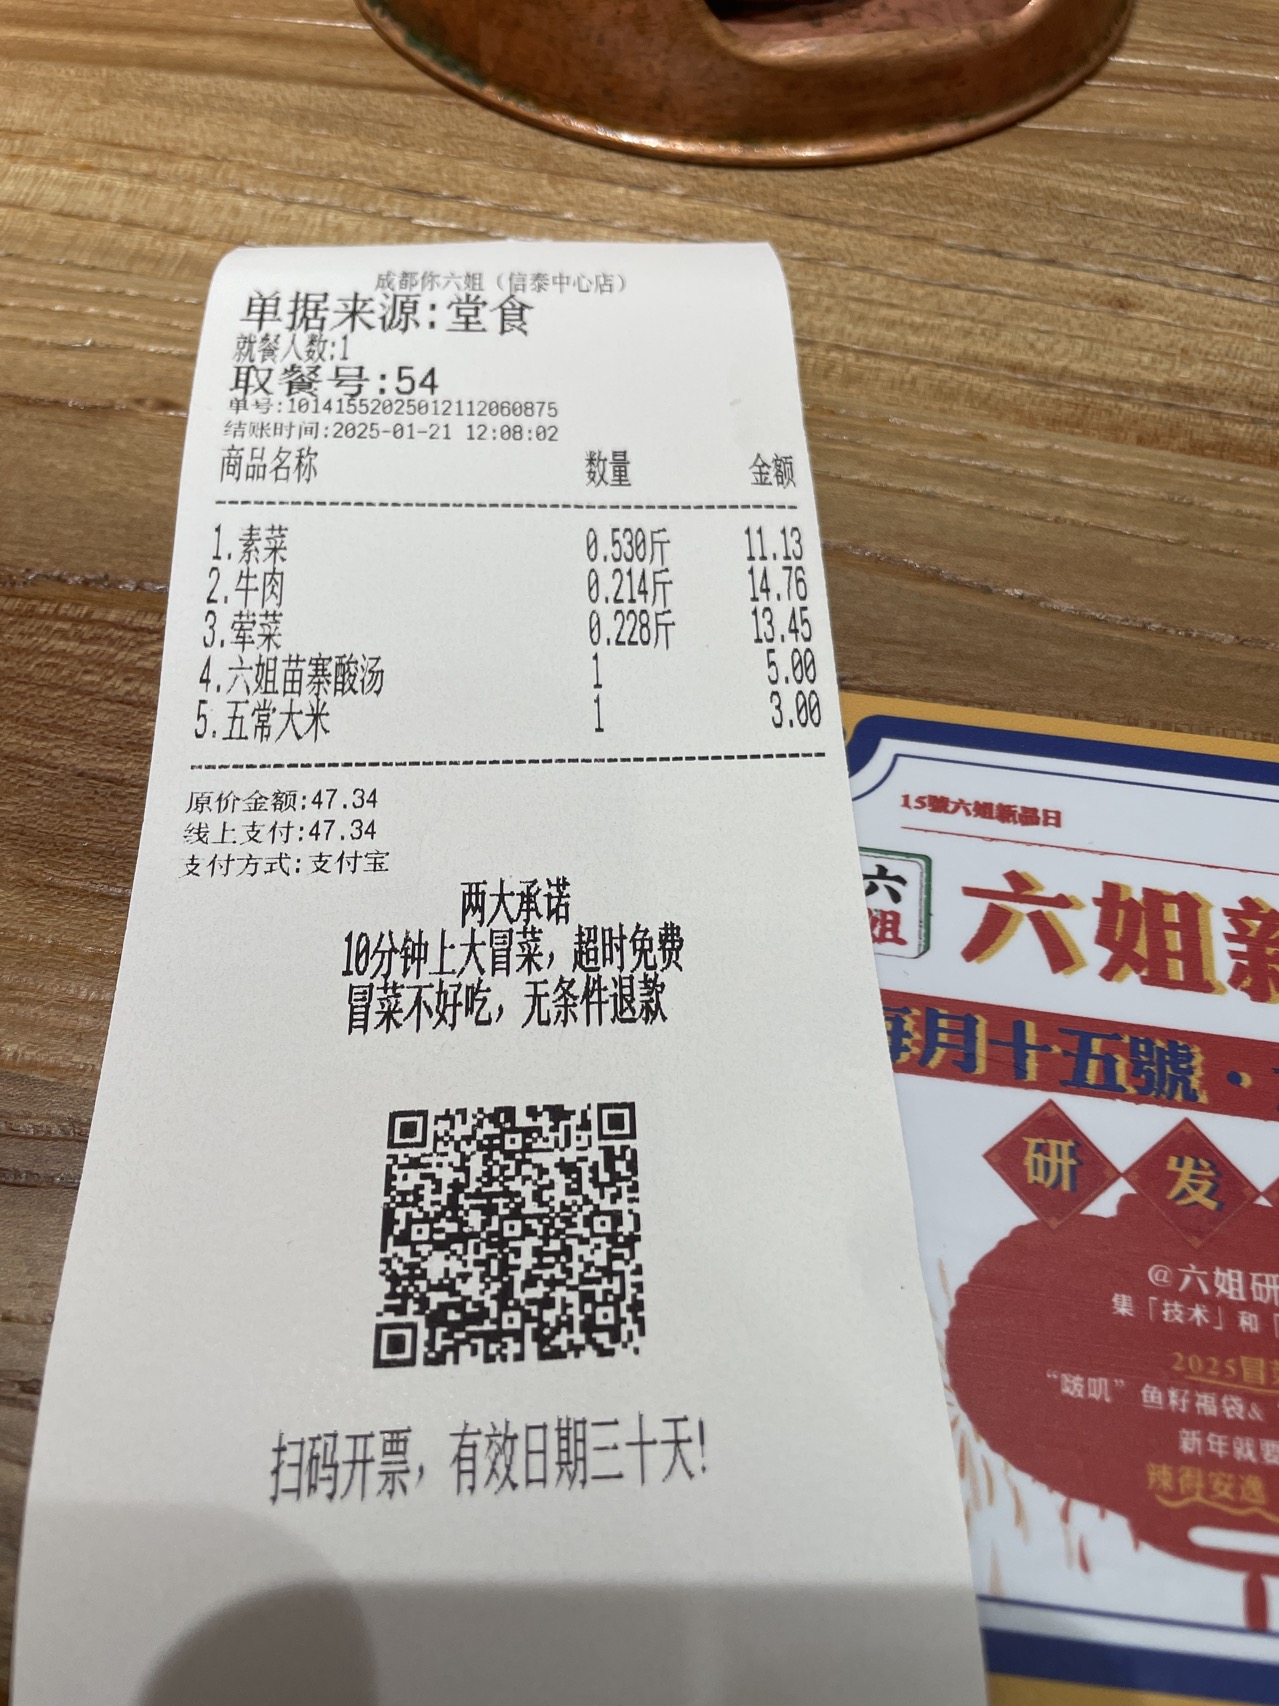 成都你六姐（信泰中心店）
单据来源:堂食
就餐人数:1
取餐号:54
单号:10141552025012112060875
结账时间:2025-01-21 12:08:02
商品名称 数量 金额
1.素菜 0.530斤 11.13
2.牛肉 0.214斤 14.76
3.荤菜 0.228斤 13.45
4.六姐苗寨酸汤 1 5.00
5.五常大米 1 3.00
原价金额:47.34
线上支付:47.34
支付方式:支付宝
两大承诺
10分钟上大冒菜，超时免费
冒菜不好吃，无条件退款
扫码开票，有效日期三十天!
15號六姐新品日
六姐
六姐新
每月十五號·
研发
@六姐研
集「技术」和「
2025冒菜
“啵叽”鱼籽福袋&
新年就要
辣得安逸